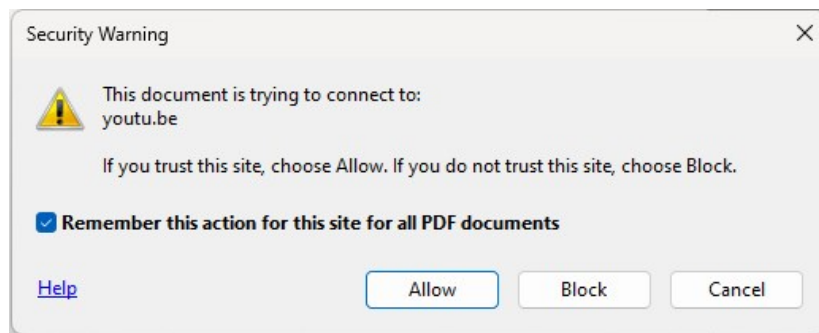 Security Warning
This document is trying to connect to:
youtu.be
If you trust this site, choose Allow. If you do not trust this site, choose Block.
Remember this action for this site for all PDF documents
Help
Allow
Block
Cancel